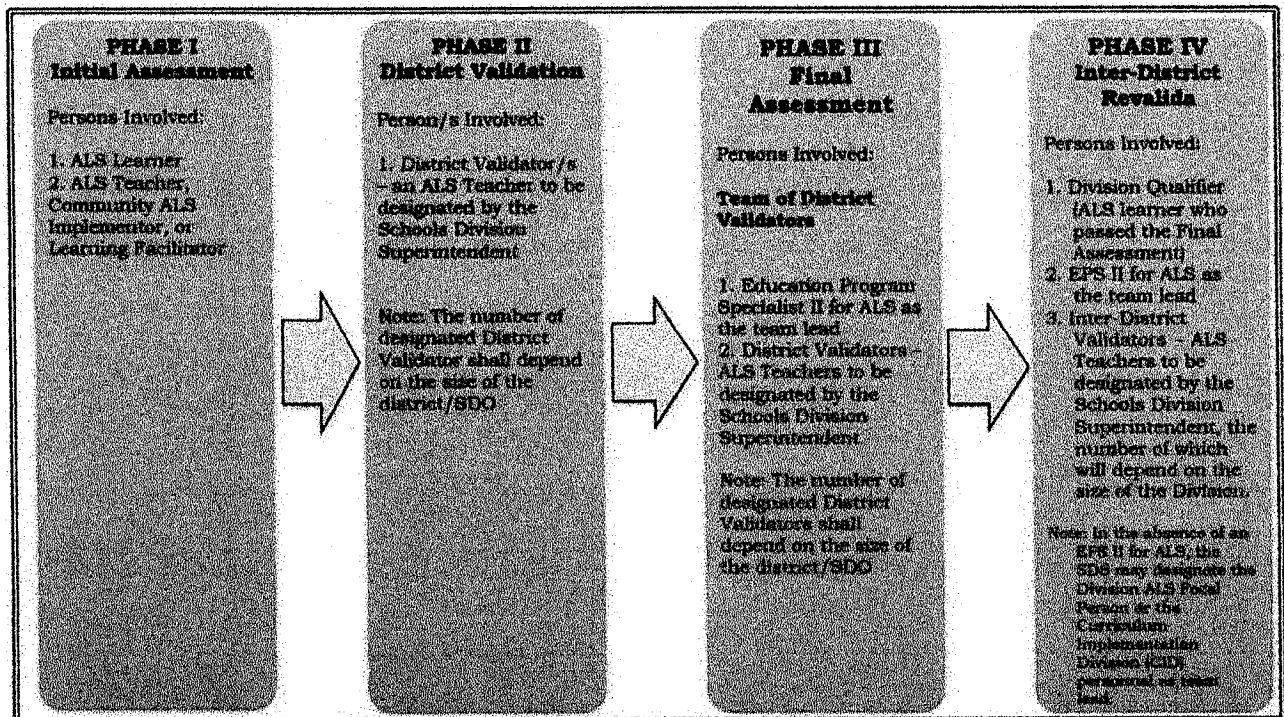 PHASE I
Initial Assessment
Persons Involved:
1. ALS Learner
2. ALS Teacher,
Community ALS
Implementor, or
Learning Facilitator
PHASE II
District Validation
Person/s Involved:
1. District Validator/s
– an ALS Teacher to be
designated by the
Schools Division
Superintendent
Note: The number of
designated District
Validator shall depend
on the size of the
district/SDO
PHASE III
Final
Assessment
Persons Involved:
Team of District
Validators
1. Education Program
Specialist II for ALS as
the team lead
2. District Validators –
ALS Teachers to be
designated by the
Schools Division
Superintendent
Note: The number of
designated District
Validators shall
depend on the size of
the district/SDO
PHASE IV
Inter-District
Revalida
Persons Involved:
1. Division Qualifier
(ALS learner who
passed the Final
Assessment)
2. EPS II for ALS as
the team lead
3. Inter-District
Validators – ALS
Teachers to be
designated by the
Schools Division
Superintendent, the
number of which
will depend on the
size of the Division.
Note: In the absence of an
EPS II for ALS, the
SDS may designate the
Division ALS Focal
Person or the
Curriculum
Implementation
Division (CID)
personnel as team
lead